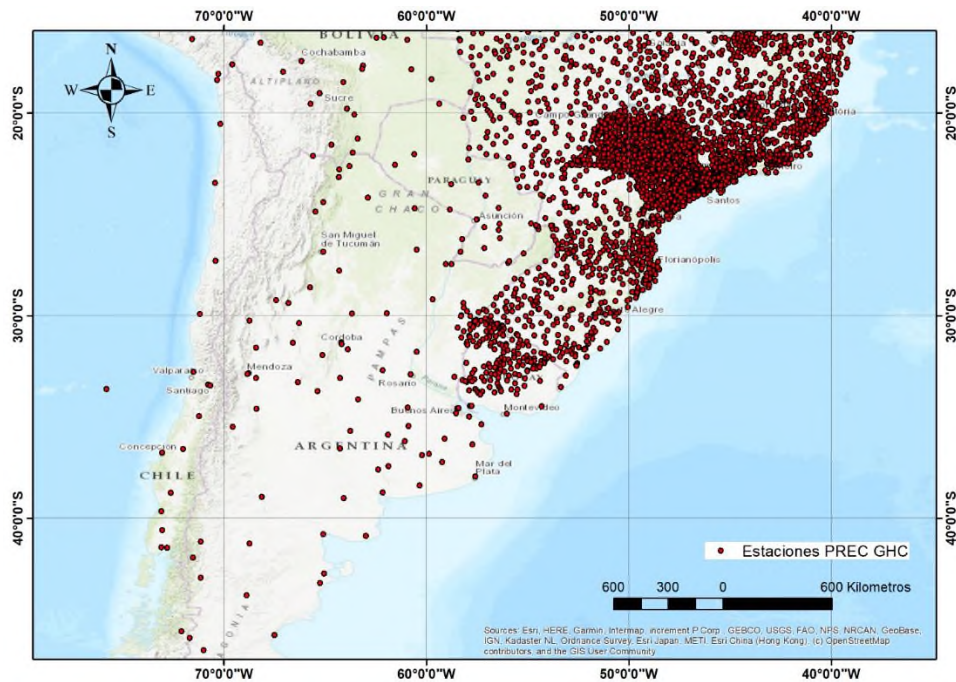 70°0'0"W 60°0'0"W 50°0'0"W 40°0'0"W
BOLIVIA
N
Cochabamba
W E
ALTIPLANO
S
Sucre
20°0'0"S 20°0'0"S
PARAGUAY
GRAN
CHACO
Santos
Asunción
San Miguel
de Tucumán
Florianópolis
Alegre
30°0'0"S 30°0'0"S
Cordoba
PAMPAS
Valparaiso
Mendoza
Rosario
Santiago
Buenos Aires
Montevideo
Concepción
ARGENTINA
Mar del
Plata
CHILE
40°0'0"S 40°0'0"S
Estaciones PREC GHC
600 300 0 600 Kilometros
Sources: Esri, HERE, Garmin, Intermap, increment P Corp., GEBCO, USGS, FAO, NPS, NRCAN, GeoBase,
IGN, Kadaster NL, Ordnance Survey, Esri Japan, METI, Esri China (Hong Kong), (c) OpenStreetMap
contributors, and the GIS User Community
70°0'0"W 60°0'0"W 50°0'0"W 40°0'0"W